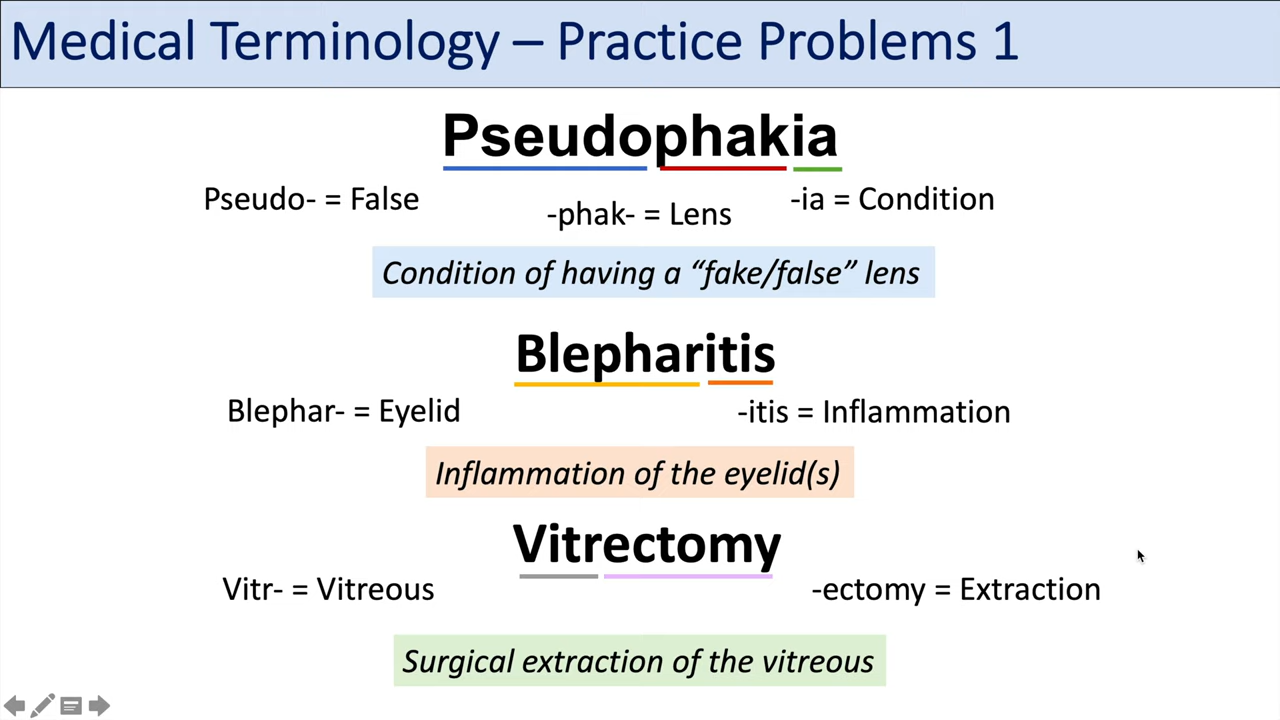 Medical Terminology – Practice Problems 1
Pseudophakia
Pseudo- = False
-phak- = Lens
-ia = Condition
Condition of having a “fake/false” lens
Blepharitis
Blephar- = Eyelid
-itis = Inflammation
Inflammation of the eyelid(s)
Vitrectomy
Vitr- = Vitreous
-ectomy = Extraction
Surgical extraction of the vitreous